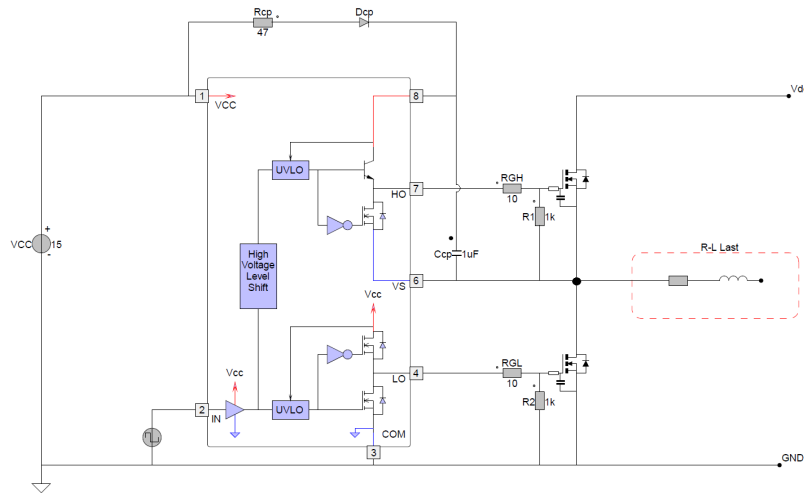 Rcp
47
Dcp
1
VCC
8
Vd
UVLO
7
HO
RGH
10
R1
1k
High
Voltage
Level
Shift
VCC
+
-
15
Ccp
1uF
6
VS
R-L Last
Vcc
Vcc
4
LO
RGL
10
R2
1k
2
IN
UVLO
COM
3
GND